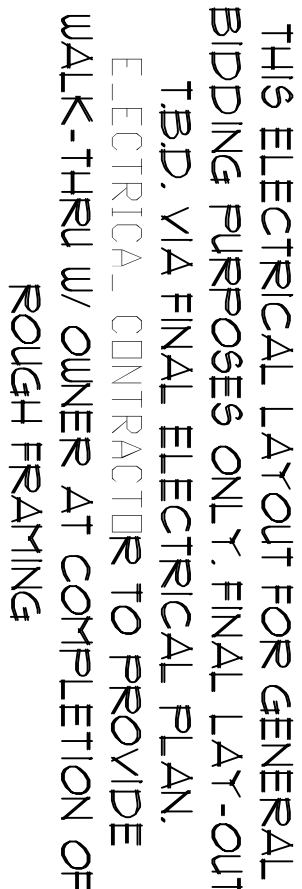 THIS ELECTRICAL LAYOUT FOR GENERAL
BIDDING PURPOSES ONLY. FINAL LAY-OUT
T.B.D. VIA FINAL ELECTRICAL PLAN.
ELECTRICAL CONTRACTOR TO PROVIDE
WALK-THRU W/ OWNER AT COMPLETION OF
ROUGH FRAMING